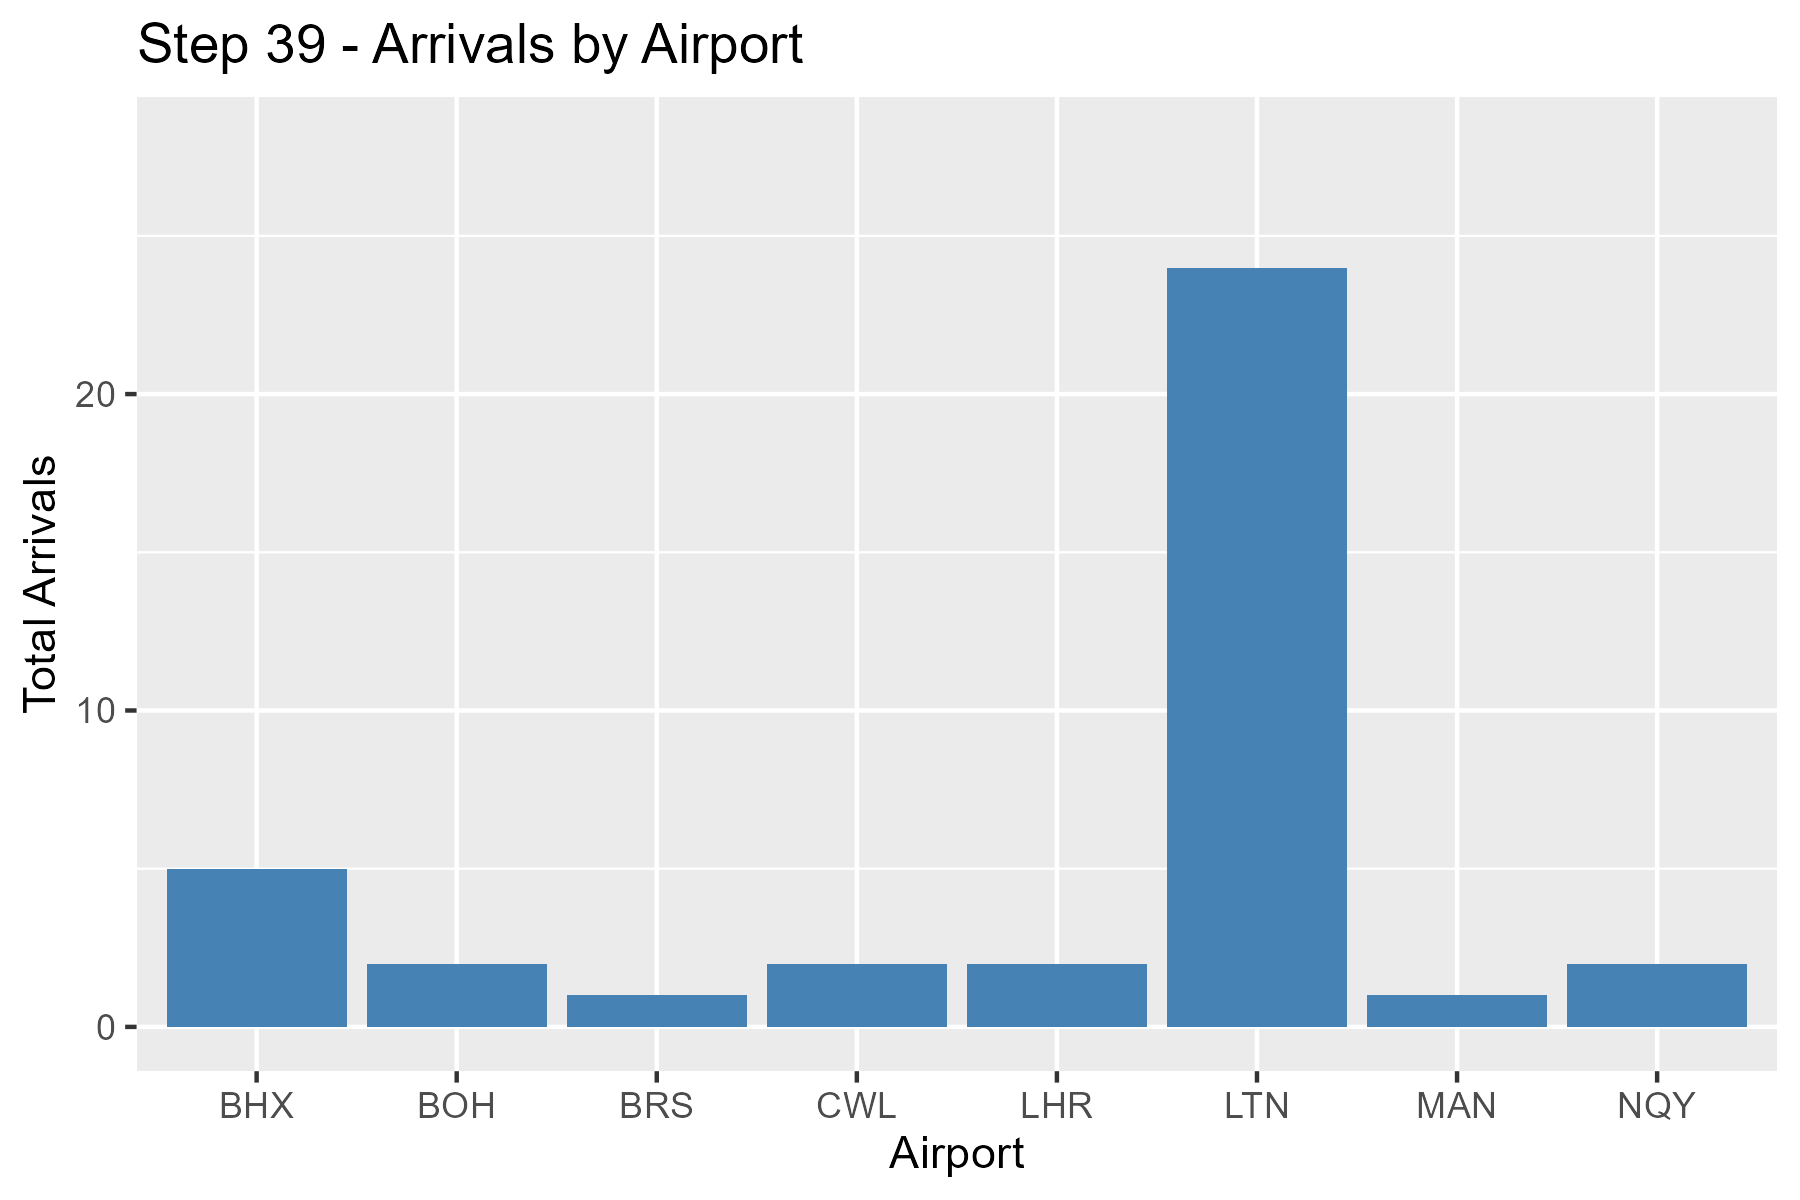 Step 39 - Arrivals by Airport
Total Arrivals
20
10
0
BHX BOH BRS CWL LHR LTN MAN NQY
Airport